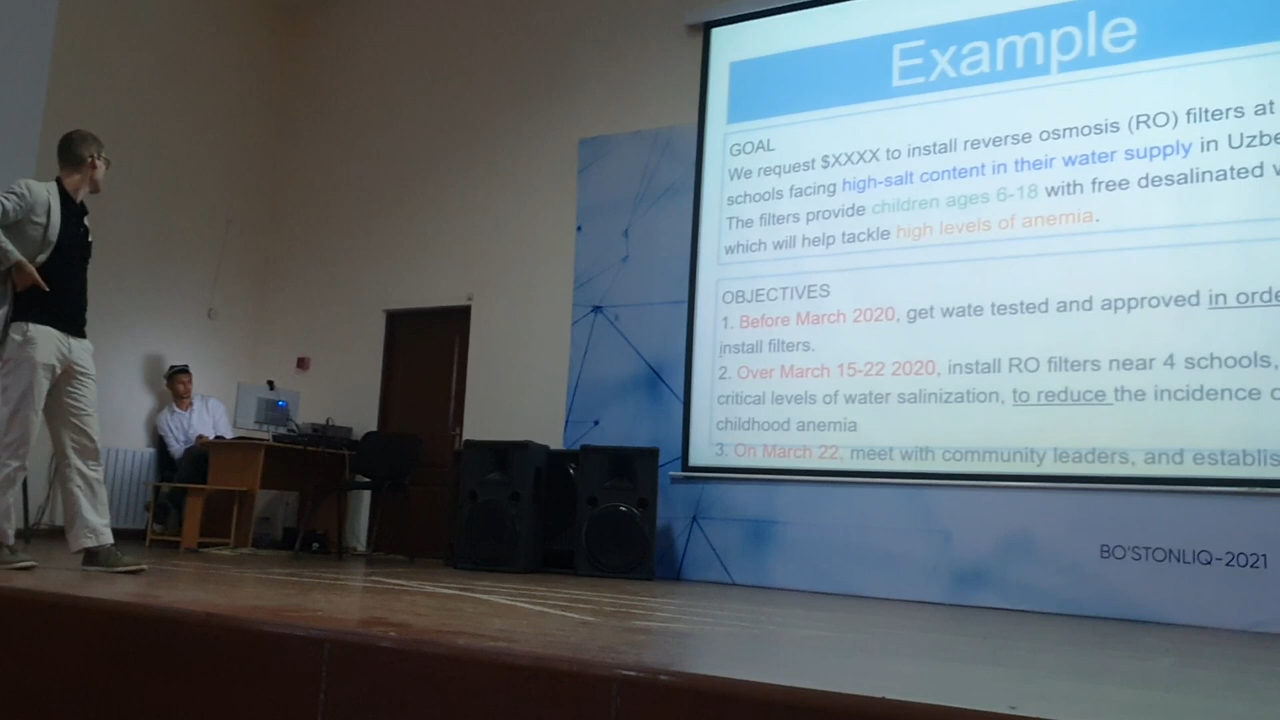 Example
GOAL
We request $XXXX to install reverse osmosis (RO) filters at
schools facing high-salt content in their water supply in Uzbe
The filters provide children ages 6-18 with free desalinated
which will help tackle high levels of anemia.
OBJECTIVES
1. Before March 2020, get wate tested and approved in orde
install filters.
2. Over March 15-22 2020, install RO filters near 4 schools,
critical levels of water salinization, to reduce the incidence
childhood anemia
3. On March 22, meet with community leaders, and establis
BO'STONLIQ-2021